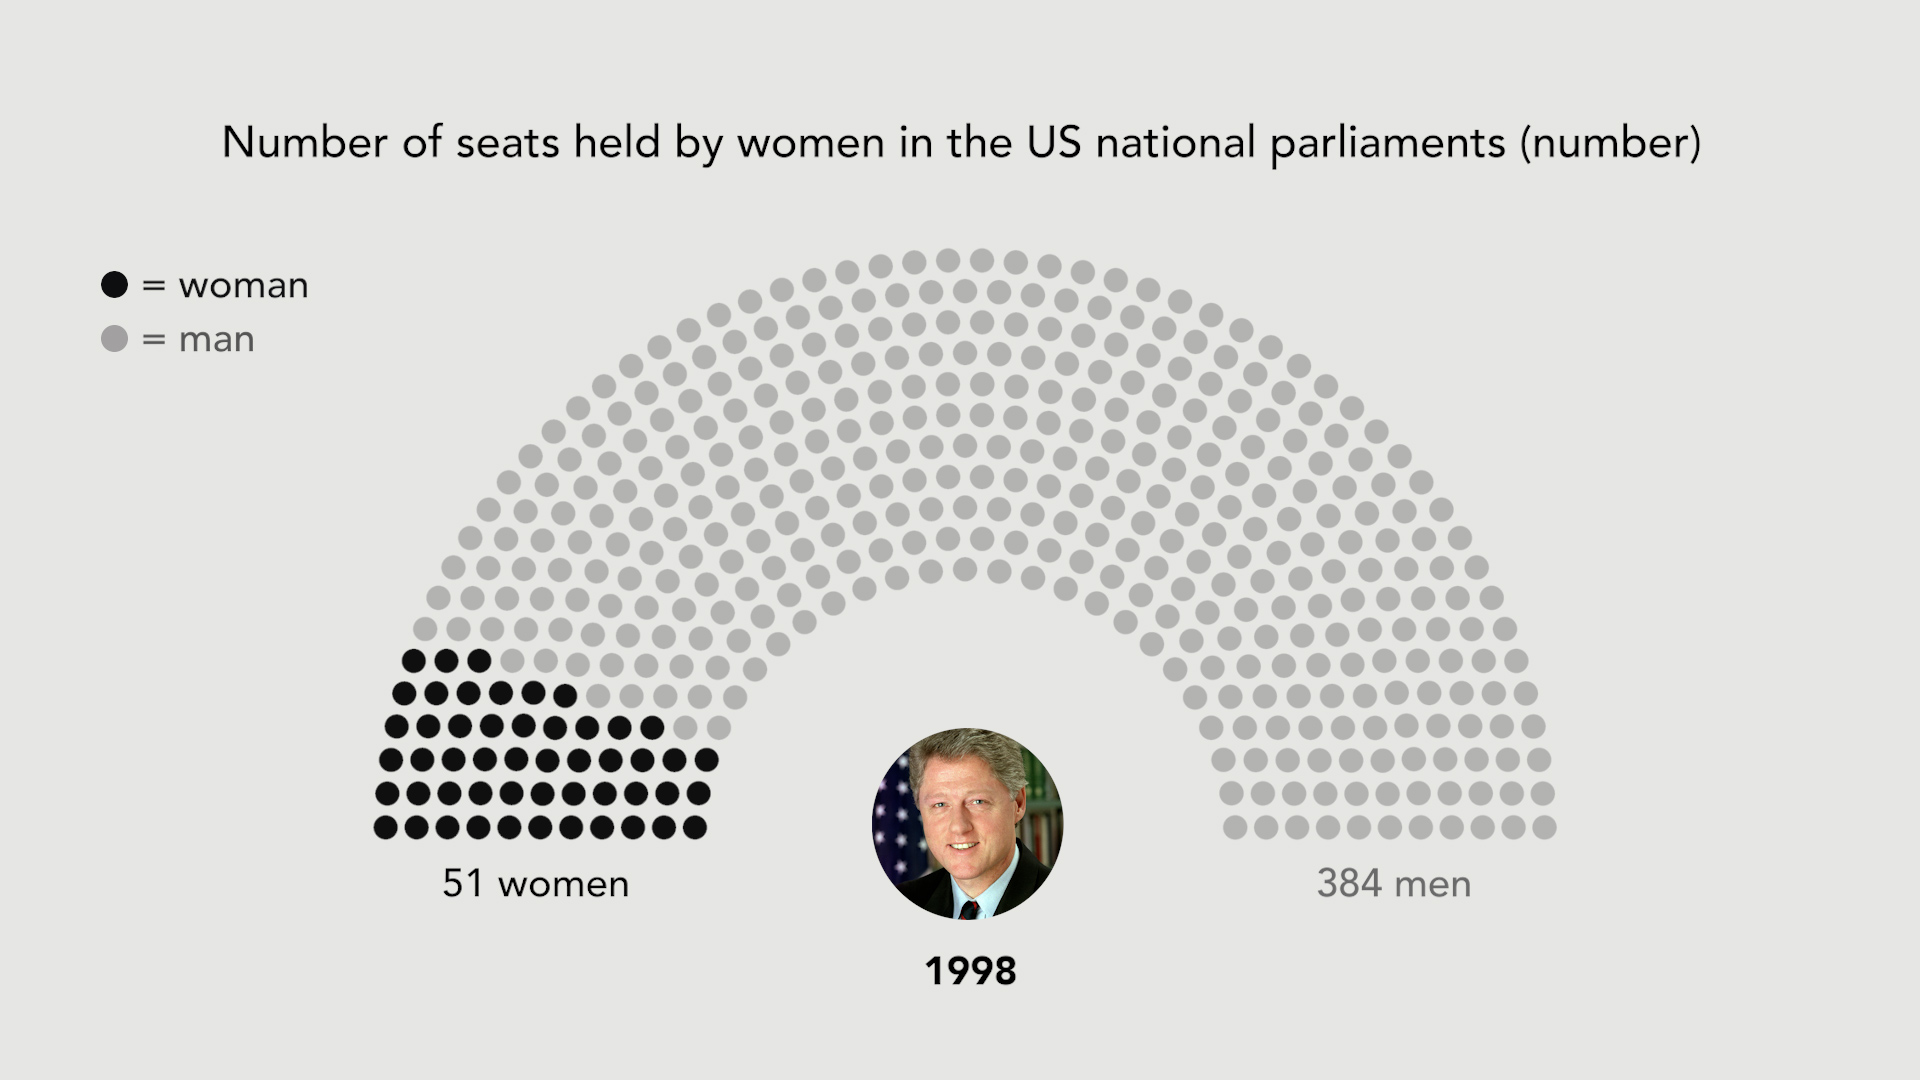 Number of seats held by women in the US national parliaments (number)
= woman
= man
51 women
384 men
1998